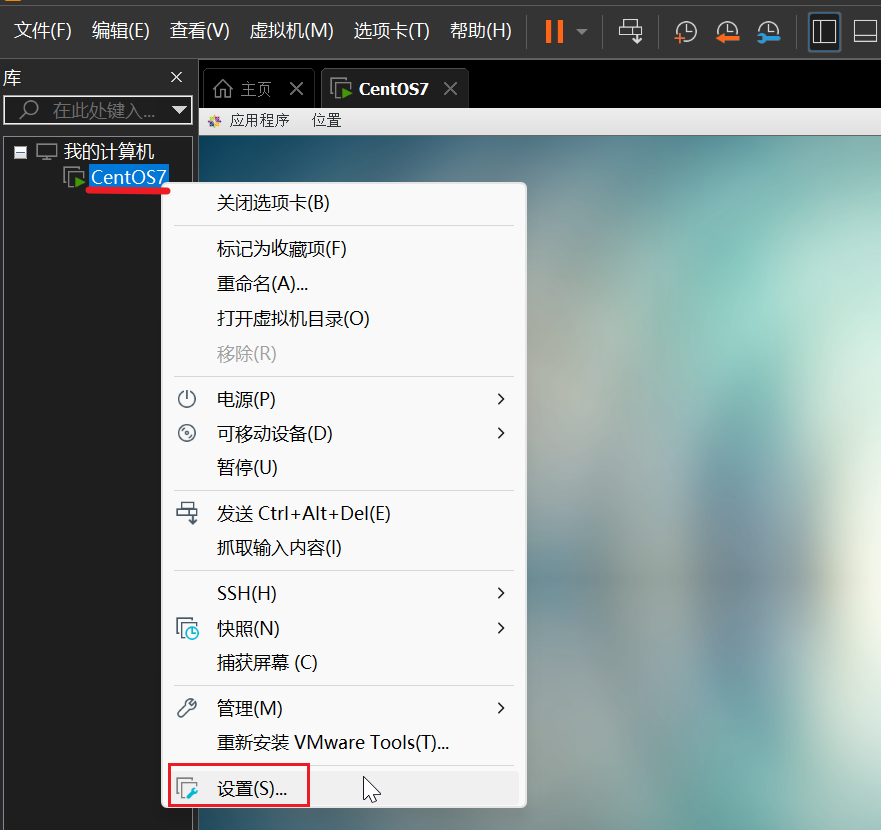 文件(F) 编辑(E) 查看(V) 虚拟机(M) 选项卡(T) 帮助(H)
库
主页 CentOS7
在此处键入...
应用程序 位置
我的计算机
CentOS7
关闭选项卡(B)
标记为收藏项(F)
重命名(A)...
打开虚拟机目录(O)
移除(R)
电源(P)
可移动设备(D)
暂停(U)
发送 Ctrl+Alt+Del(E)
抓取输入内容(I)
SSH(H)
快照(N)
捕获屏幕 (C)
管理(M)
重新安装 VMware Tools(T)...
设置(S)...